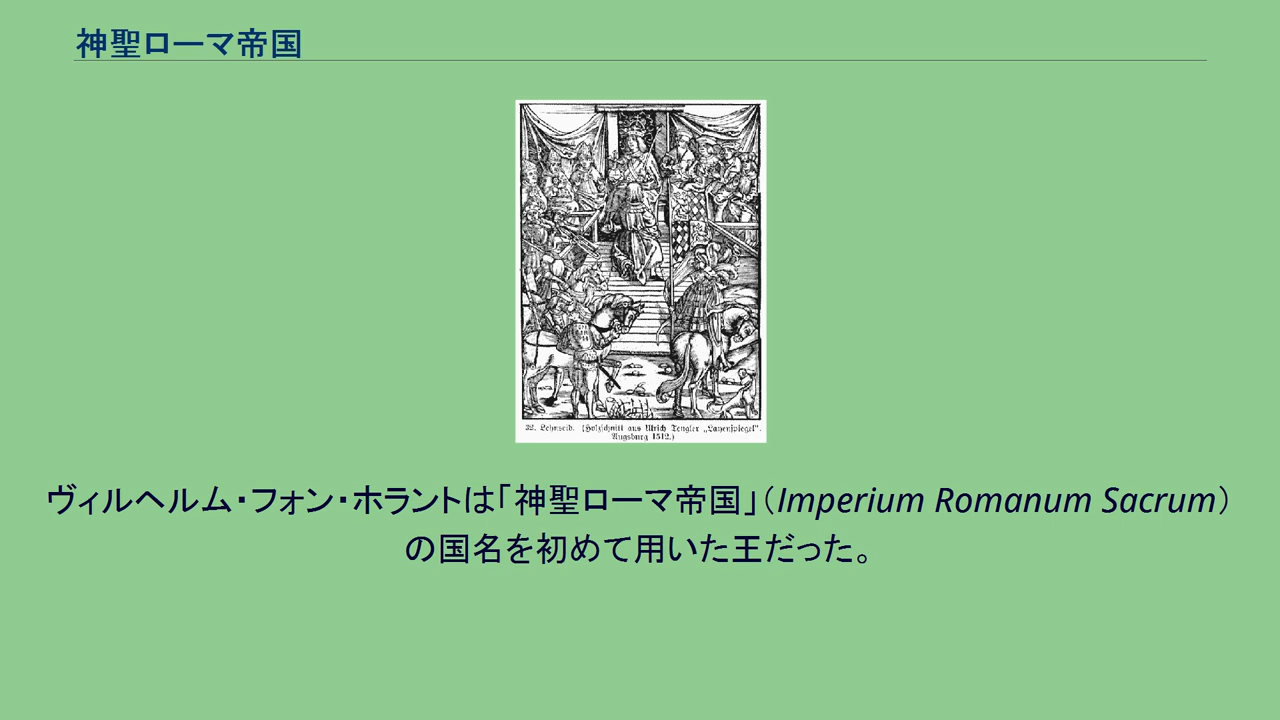 神聖ローマ帝国
32. Lehnseid. (Holzschnitt aus Ulrich Tengler „Layenspiegel".
Augsburg 1512.)
ヴィルヘルム・フォン・ホラントは「神聖ローマ帝国」（Imperium Romanum Sacrum）
の国名を初めて用いた王だった。